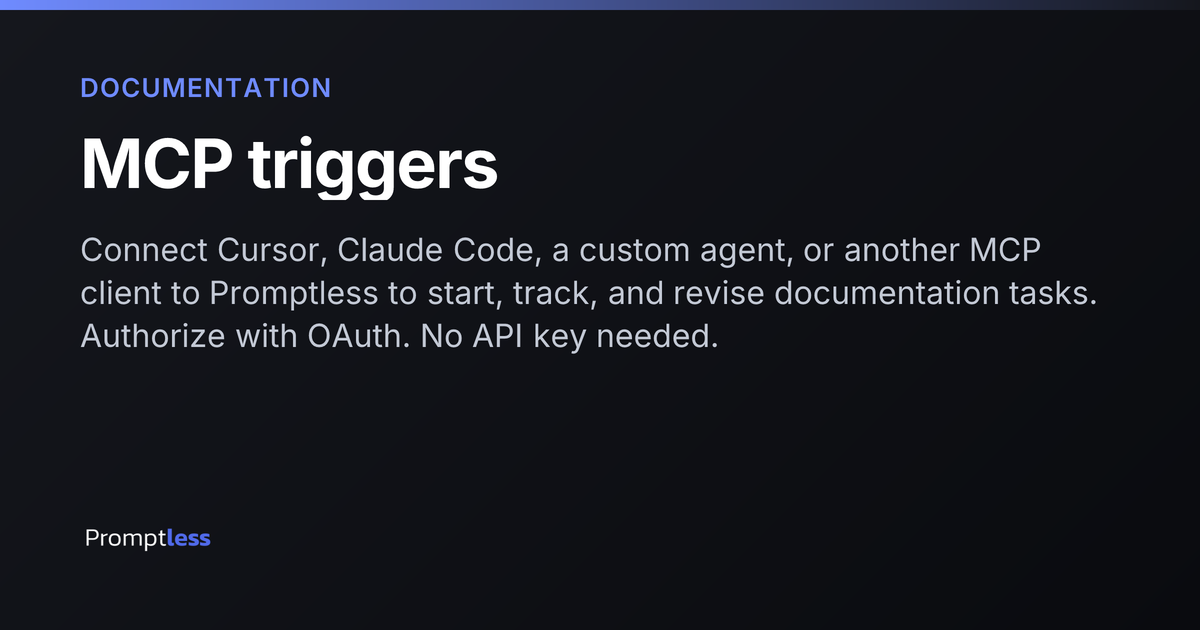 DOCUMENTATION
MCP triggers
Connect Cursor, Claude Code, a custom agent, or another MCP
client to Promptless to start, track, and revise documentation tasks.
Authorize with OAuth. No API key needed.
Promptless